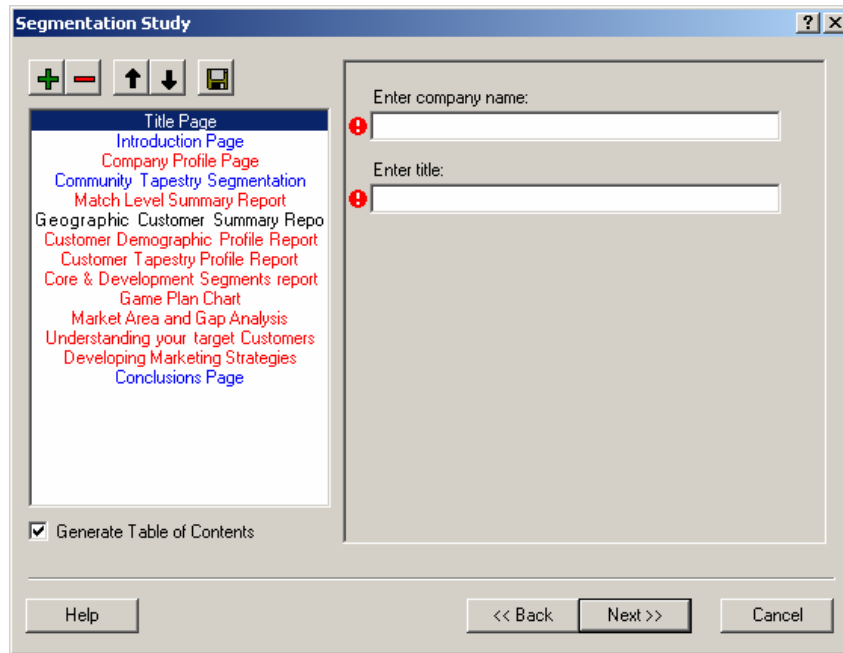 Segmentation Study
Title Page
Introduction Page
Company Profile Page
Community Tapestry Segmentation
Match Level Summary Report
Geographic Customer Summary Repo
Customer Demographic Profile Report
Customer Tapestry Profile Report
Core & Development Segments report
Game Plan Chart
Market Area and Gap Analysis
Understanding your target Customers
Developing Marketing Strategies
Conclusions Page
Generate Table of Contents
Enter company name:
Enter title:
Help
<< Back
Next >>
Cancel